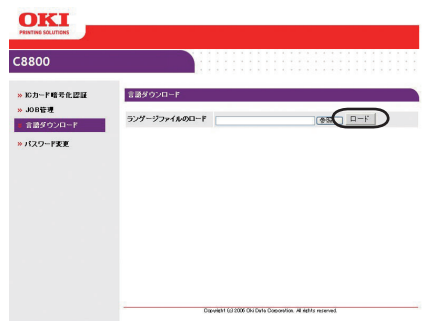 OKI
PRINTING SOLUTIONS
C8800
» ICカード暗号化認証
» JOB管理
» 言語ダウンロード
» パスワード変更
言語ダウンロード
ランゲージファイルのロード
ロード
Copyright (c) 2006 Oki Data Corporation. All rights reserved.